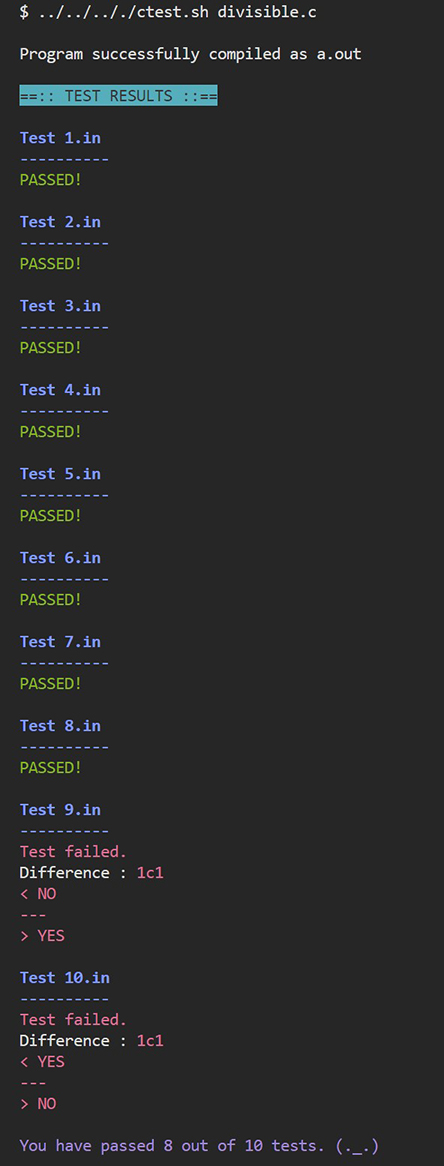 $ ../../.././ctest.sh divisible.c
Program successfully compiled as a.out
==:: TEST RESULTS ::==
Test 1.in
----------
PASSED!
Test 2.in
----------
PASSED!
Test 3.in
----------
PASSED!
Test 4.in
----------
PASSED!
Test 5.in
----------
PASSED!
Test 6.in
----------
PASSED!
Test 7.in
----------
PASSED!
Test 8.in
----------
PASSED!
Test 9.in
----------
Test failed.
Difference : 1c1
< NO
---
> YES
Test 10.in
----------
Test failed.
Difference : 1c1
< YES
---
> NO
You have passed 8 out of 10 tests. (._.)